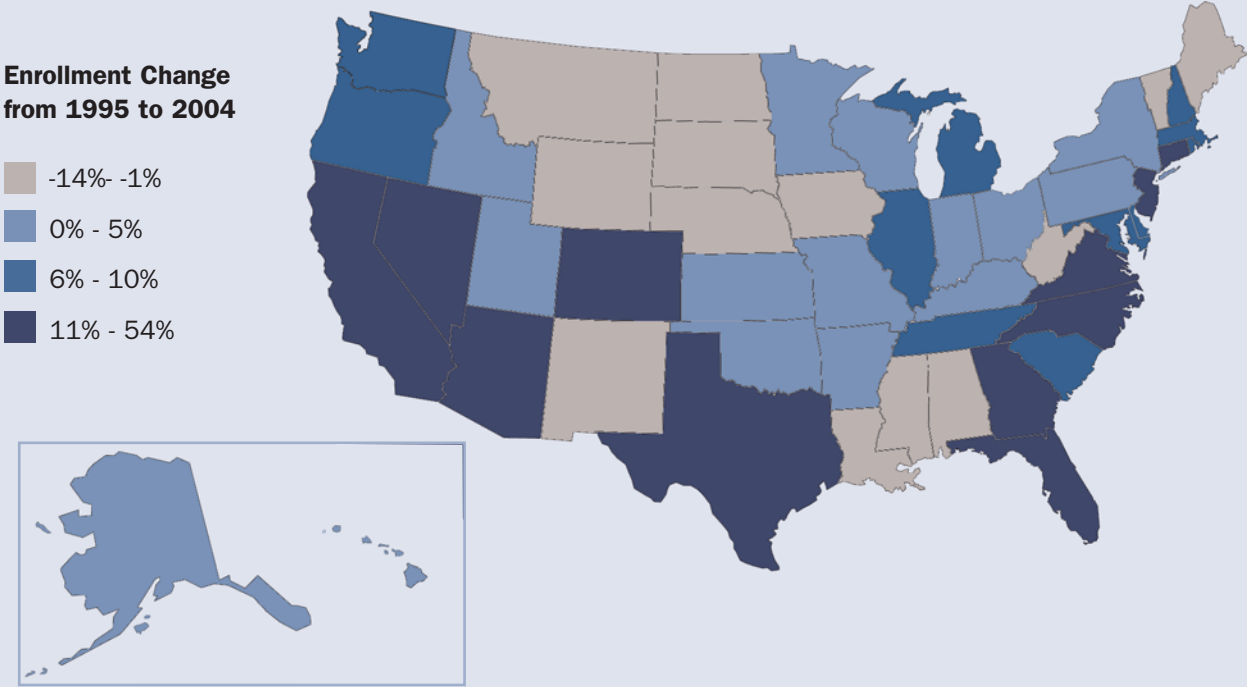 Enrollment Change
from 1995 to 2004
-14%- -1%
0% - 5%
6% - 10%
11% - 54%